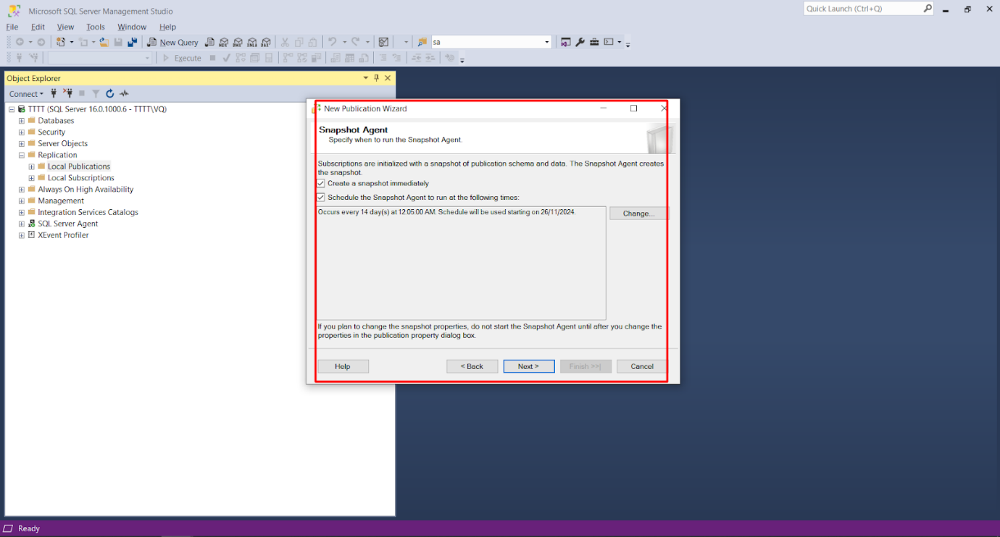 Microsoft SQL Server Management Studio
Quick Launch (Ctrl+Q)
File Edit View Tools Window Help
New Query
sa
Execute
Object Explorer
Connect
TTTT (SQL Server 16.0.1000.6 - TTTT\VQ)
Databases
Security
Server Objects
Replication
Local Publications
Local Subscriptions
Always On High Availability
Management
Integration Services Catalogs
SQL Server Agent
XEvent Profiler
New Publication Wizard
Snapshot Agent
Specify when to run the Snapshot Agent.
Subscriptions are initialized with a snapshot of publication schema and data. The Snapshot Agent creates
the snapshot.
Create a snapshot immediately
Schedule the Snapshot Agent to run at the following times:
Occurs every 14 day(s) at 12:05:00 AM. Schedule will be used starting on 26/11/2024.
Change...
If you plan to change the snapshot properties, do not start the Snapshot Agent until after you change the
properties in the publication property dialog box.
Help < Back Next > Finish >>| Cancel
Ready